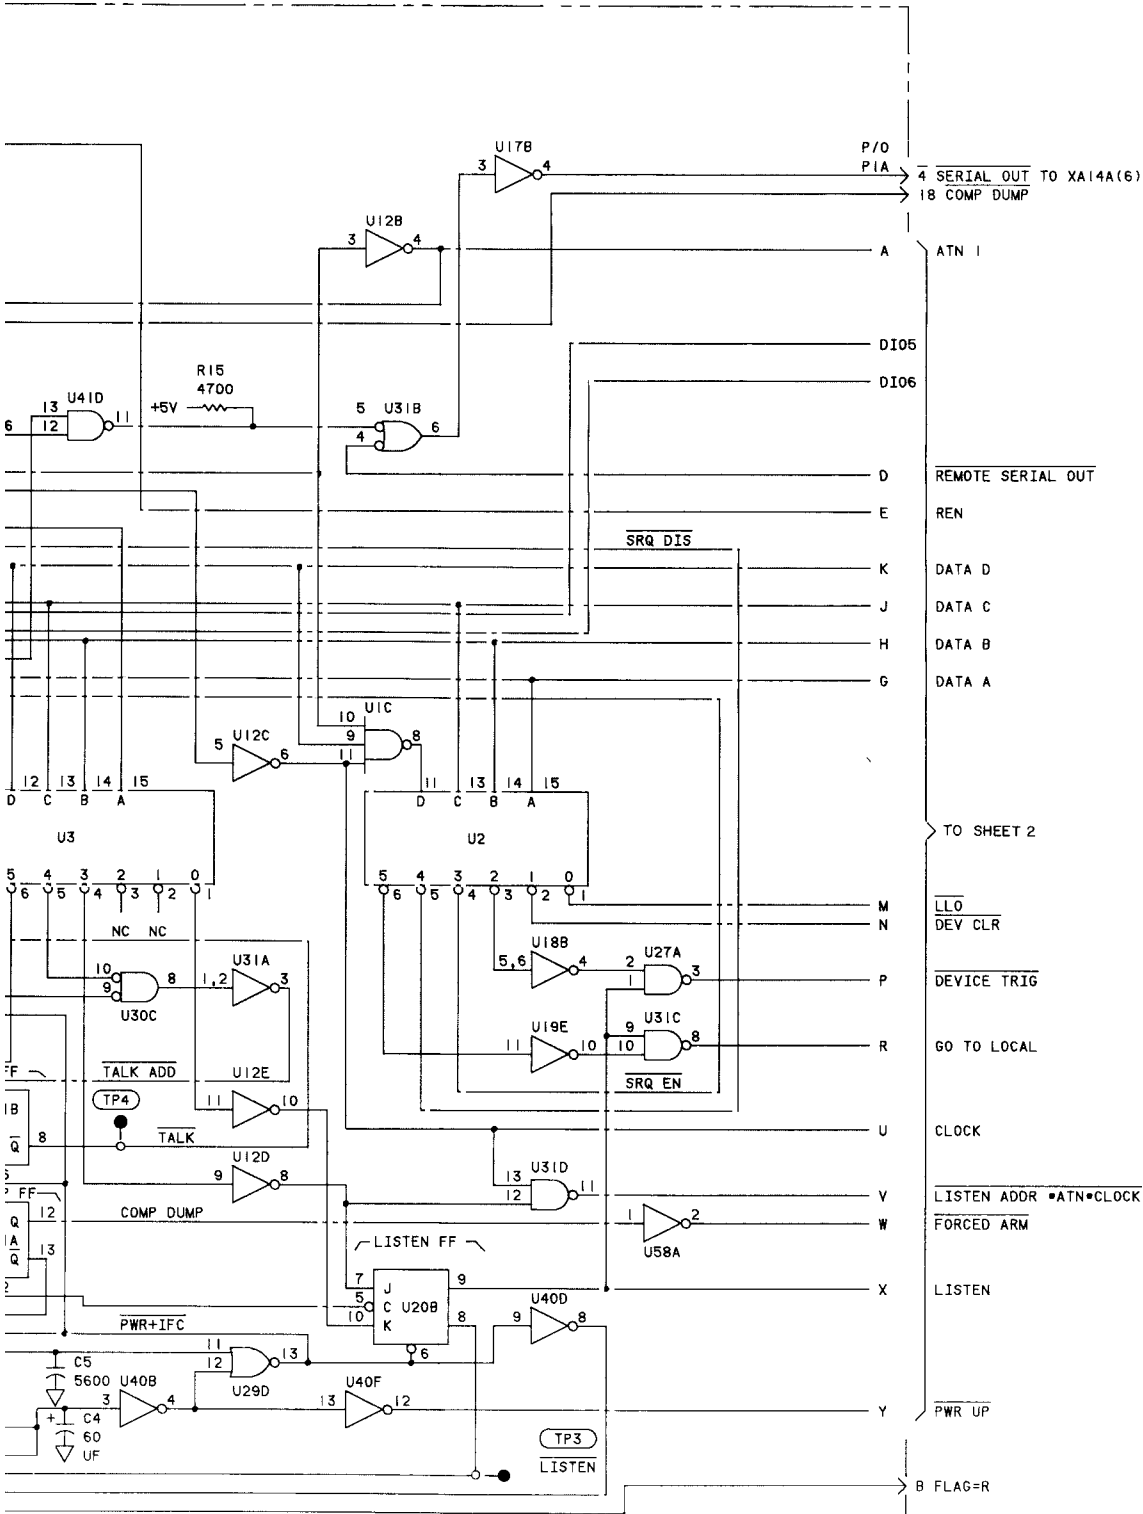 U17B
P/O
P1A
3 4
4 SERIAL OUT TO XA14A(6)
18 COMP DUMP
U12B
3 4
A ATN 1
DIO5
R15
4700
DIO6
U41D
+5V
U31B
13 11 5
6 12 4 6
D REMOTE SERIAL OUT
E REN
SRQ DIS
K DATA D
J DATA C
H DATA B
G DATA A
U1C
10
U12C 9 8
5 6 11
12 13 14 15 11 13 14 15
D C B A D C B A
U3 U2
TO SHEET 2
5 4 3 2 1 0 5 4 3 2 1 0
6 5 4 3 2 1 6 5 4 3 2 1
M LLO
N DEV CLR
NC NC
U18B U27A
U31A
10 8 1,2 3 5,6 4 2 3
9 1
P DEVICE TRIG
U30C
U19E U31C
9 8
11 10 10
R GO TO LOCAL
FF TALK ADD U12E SRQ EN
TP4
1B 11 10
Q 8 TALK
U CLOCK
U12D U31D
9 8 13 11
12
V LISTEN ADDR •ATN•CLOCK
P FF
Q 12 COMP DUMP
1 2
W FORCED ARM
1A
Q 13
U58A
LISTEN FF
7 J 9
X LISTEN
2 5 C U20B
10 K 8 U40D
PWR+IFC
9 8
11 13 6
12
C5
5600
U40B U29D U40F
3 4 13 12
Y PWR UP
+ C4
60
UF
TP3
LISTEN
B FLAG=R